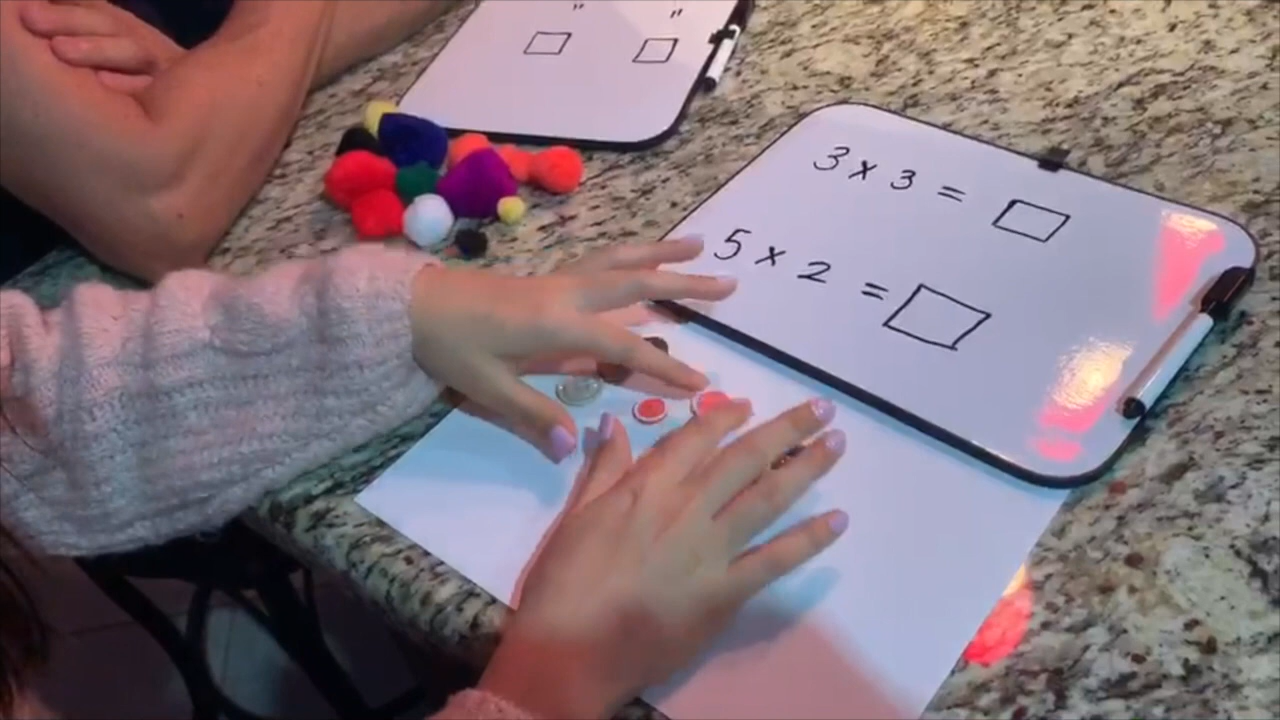 3 x 3 =
5 x 2 =